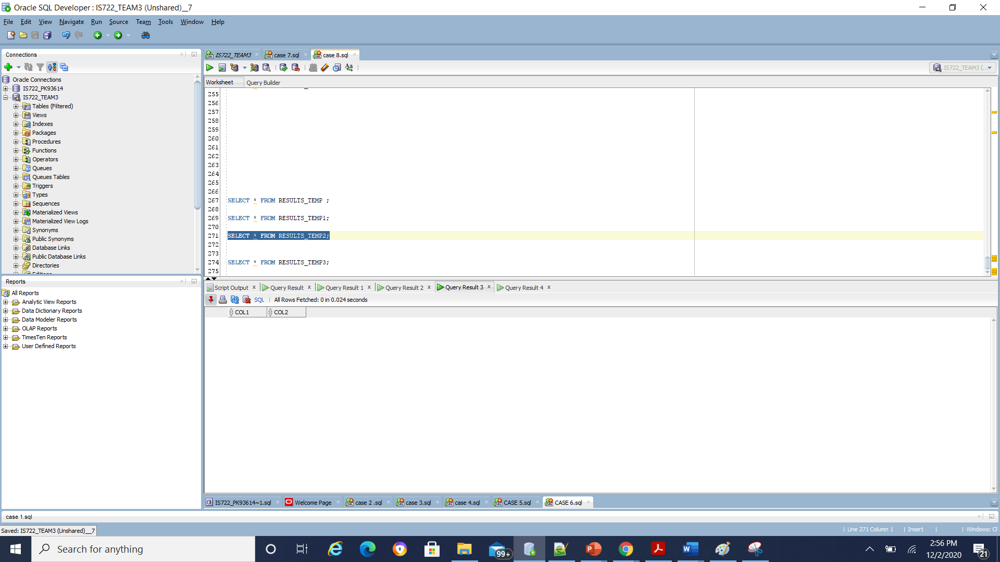 Oracle SQL Developer : IS722_TEAM3 (Unshared)__7
File Edit View Navigate Run Source Team Tools Window Help
Connections
Oracle Connections
IS722_PK93614
IS722_TEAM3
Tables (Filtered)
Views
Indexes
Packages
Procedures
Functions
Operators
Queues
Queues Tables
Triggers
Types
Sequences
Materialized Views
Materialized View Logs
Synonyms
Public Synonyms
Database Links
Public Database Links
Directories
Reports
All Reports
Analytic View Reports
Data Dictionary Reports
Data Modeler Reports
OLAP Reports
TimesTen Reports
User Defined Reports
IS722_TEAM3 case 7.sql case 8.sql
Aa
IS722_TEAM3 (...
Worksheet Query Builder
255
256
257
258
259
260
261
262
263
264
265
266
267 SELECT * FROM RESULTS_TEMP ;
268
269 SELECT * FROM RESULTS_TEMP1;
270
271 SELECT * FROM RESULTS_TEMP2;
272
273
274 SELECT * FROM RESULTS_TEMP3;
275
Script Output Query Result Query Result 1 Query Result 2 Query Result 3 Query Result 4
SQL All Rows Fetched: 0 in 0.024 seconds
COL1 COL2
IS722_PK93614~1.sql Welcome Page case 2 .sql case 3.sql case 4.sql CASE 5.sql CASE 6.sql
case 1.sql
Saved: IS722_TEAM3 (Unshared)__7
Line 271 Column 1 Insert Windows: CF
Search for anything
99+
2:56 PM
12/2/2020
21